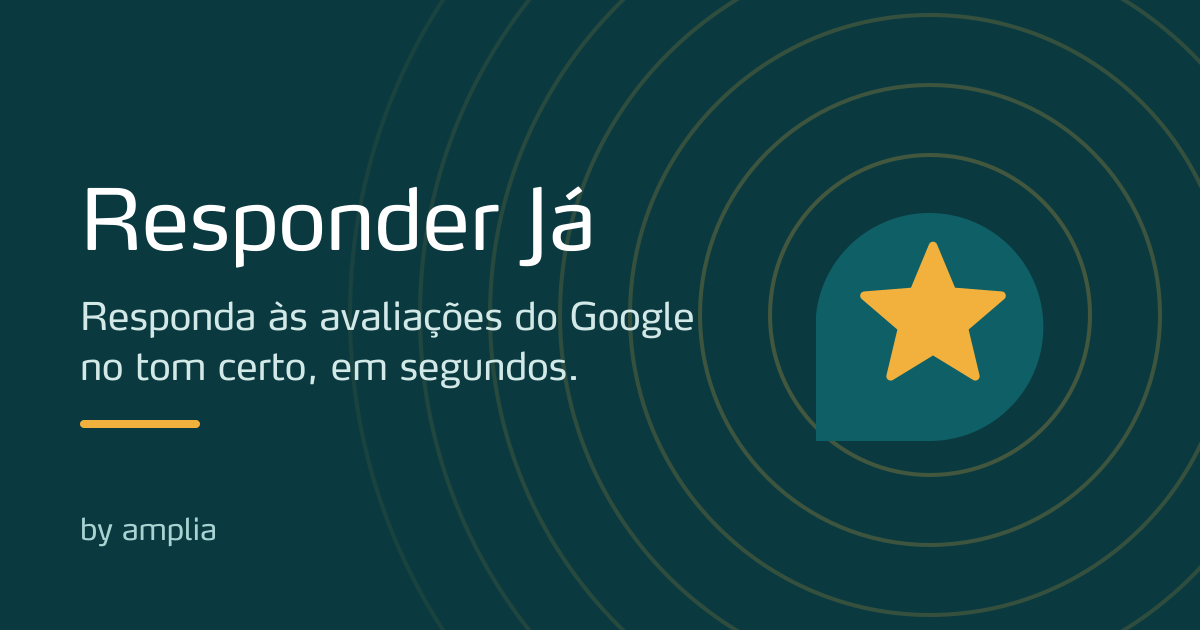 Responder Já
Responda às avaliações do Google
no tom certo, em segundos.
by amplia